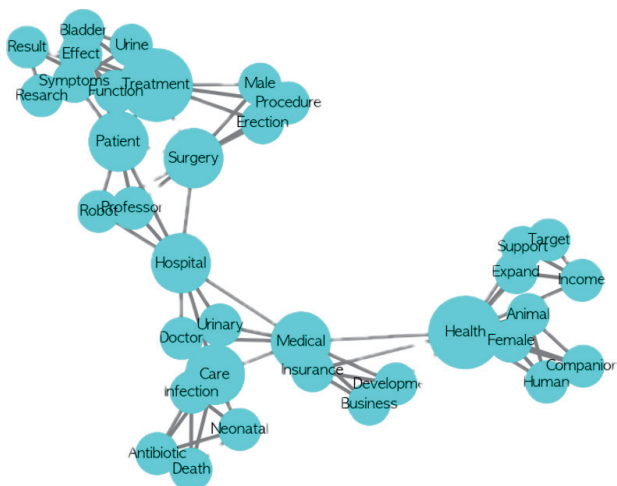 Bladder
Result
Effect
Urine
Symptoms
Treatment
Resarch
Function
Male
Procedure
Erection
Patient
Surgery
Robot
Professor
Hospital
Support
Target
Expand
Income
Urinary
Animal
Doctor
Medical
Health
Female
Insurance
Companion
Care
Developme
Human
infection
Business
Neonatal
Antibiotic
Death